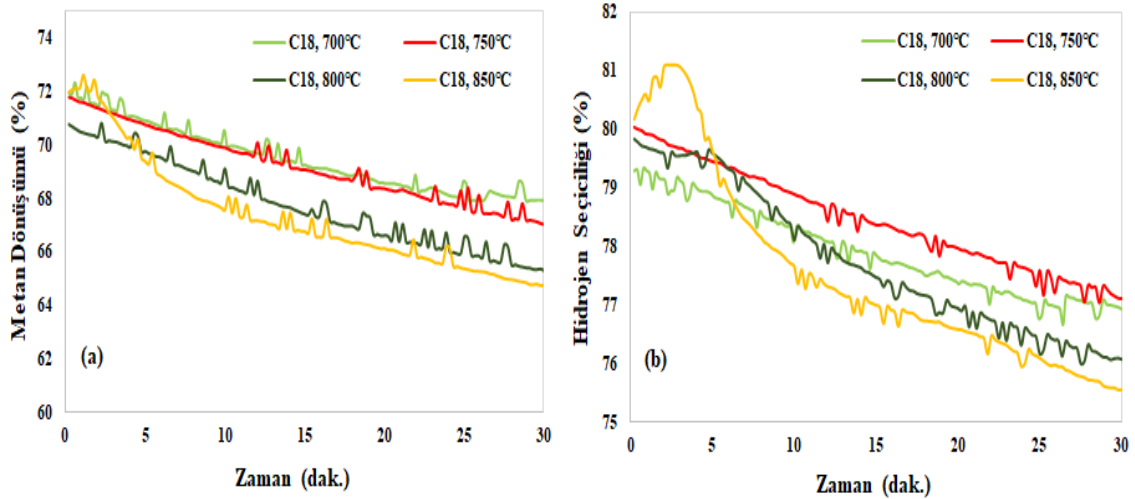 C18, 700℃
C18, 750℃
C18, 800℃
C18, 850℃
Metan Dönüşümü (%)
74
72
70
68
66
64
62
60
(a)
0
5
10
15
20
25
30
Zaman (dak.)
C18, 700℃
C18, 750℃
C18, 800℃
C18, 850℃
Hidrojen Seçiciliği (%)
82
81
80
79
78
77
76
75
(b)
0
5
10
15
20
25
30
Zaman (dak.)